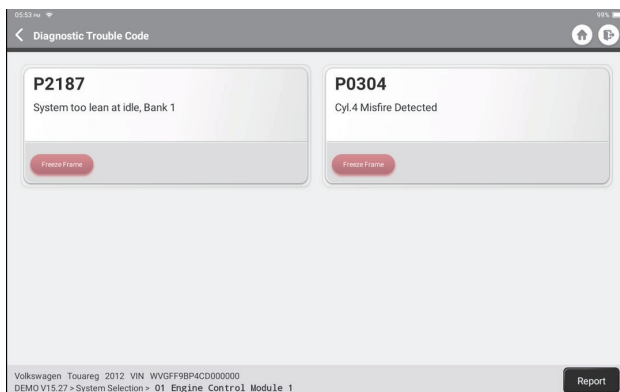 05:53 PM
99%
Diagnostic Trouble Code
P2187
System too lean at idle, Bank 1
Freeze Frame
P0304
Cyl.4 Misfire Detected
Freeze Frame
Volkswagen Touareg 2012 VIN WVGFF9BP4CD000000
DEMO V15.27 > System Selection > 01 Engine Control Module 1
Report